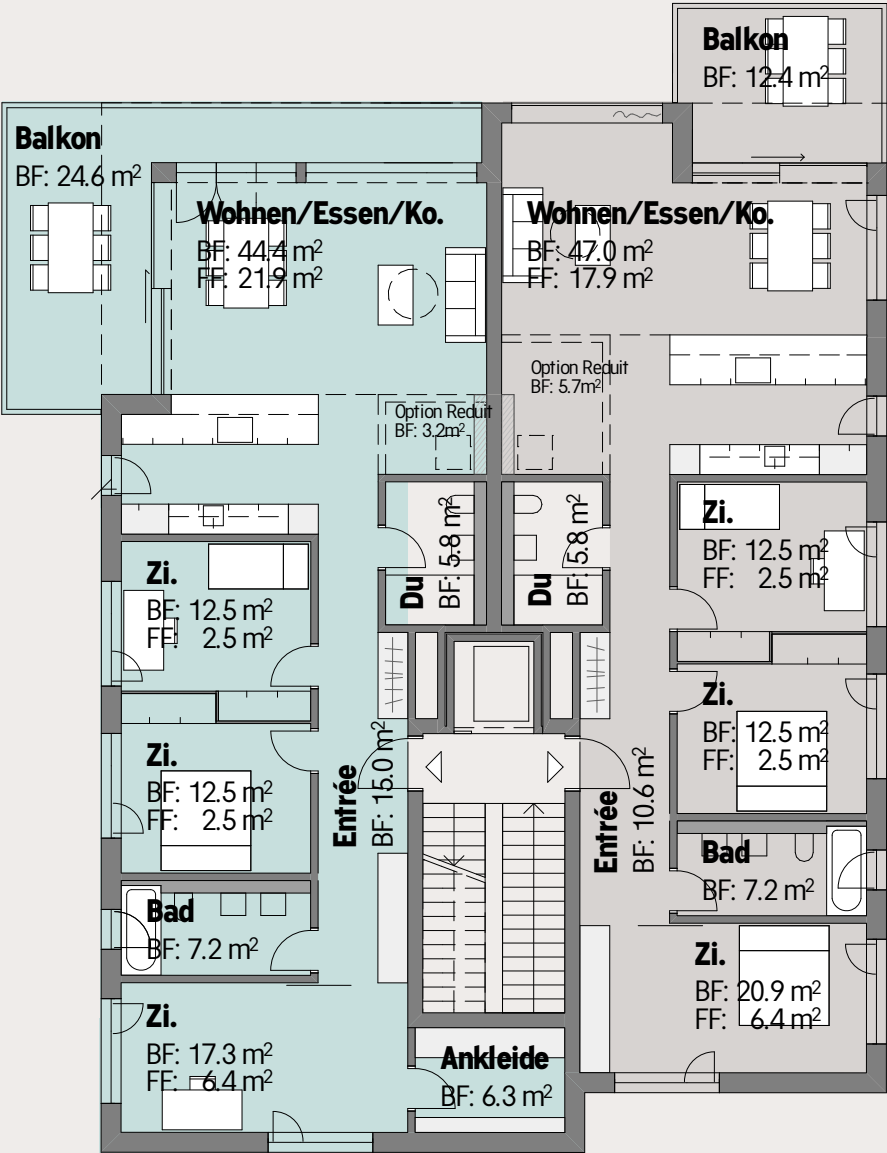 Balkon
BF: 12.4 m²
Balkon
BF: 24.6 m²
Wohnen/Essen/Ko.
BF: 44.4 m²
FF: 21.9 m²
Wohnen/Essen/Ko.
BF: 47.0 m²
FF: 17.9 m²
Option Reduit
BF: 5.7m²
Option Reduit
BF: 3.2m²
Du
BF: 5.8 m²
Du
BF: 5.8 m²
Zi.
BF: 12.5 m²
FF: 2.5 m²
Zi.
BF: 12.5 m²
FF: 2.5 m²
Zi.
BF: 12.5 m²
FF: 2.5 m²
Zi.
BF: 12.5 m²
FF: 2.5 m²
Entrée
BF: 15.0 m²
Entrée
BF: 10.6 m²
Bad
BF: 7.2 m²
Bad
BF: 7.2 m²
Zi.
BF: 20.9 m²
FF: 6.4 m²
Zi.
BF: 17.3 m²
FF: 6.4 m²
Ankleide
BF: 6.3 m²